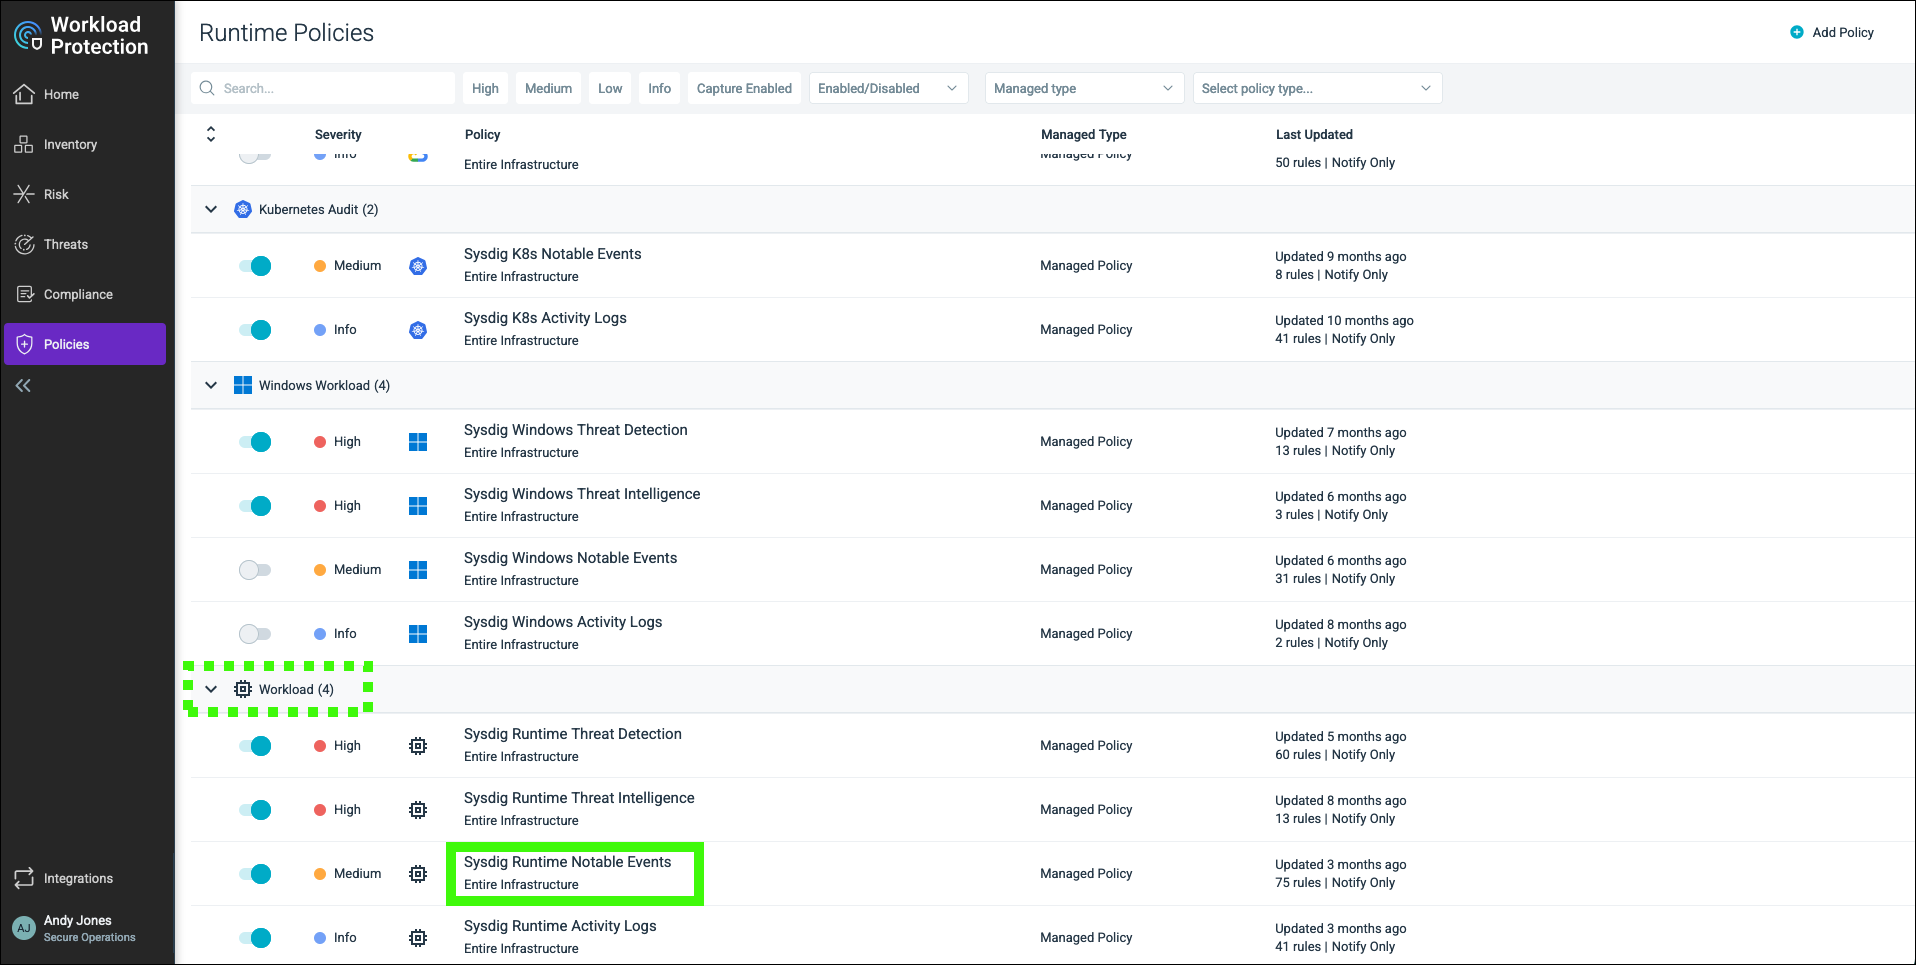 Workload
Protection
Home
Inventory
Risk
Threats
Compliance
Policies
Integrations
AJ
Andy Jones
Secure Operations
Runtime Policies
Add Policy
Search...
High
Medium
Low
Info
Capture Enabled
Enabled/Disabled
Managed type
Select policy type...
Severity
Policy
Managed Type
Last Updated
Info
Entire Infrastructure
Managed Policy
50 rules | Notify Only
Kubernetes Audit (2)
Medium
Sysdig K8s Notable Events
Entire Infrastructure
Managed Policy
Updated 9 months ago
8 rules | Notify Only
Info
Sysdig K8s Activity Logs
Entire Infrastructure
Managed Policy
Updated 10 months ago
41 rules | Notify Only
Windows Workload (4)
High
Sysdig Windows Threat Detection
Entire Infrastructure
Managed Policy
Updated 7 months ago
13 rules | Notify Only
High
Sysdig Windows Threat Intelligence
Entire Infrastructure
Managed Policy
Updated 6 months ago
3 rules | Notify Only
Medium
Sysdig Windows Notable Events
Entire Infrastructure
Managed Policy
Updated 6 months ago
31 rules | Notify Only
Info
Sysdig Windows Activity Logs
Entire Infrastructure
Managed Policy
Updated 8 months ago
2 rules | Notify Only
Workload (4)
High
Sysdig Runtime Threat Detection
Entire Infrastructure
Managed Policy
Updated 5 months ago
60 rules | Notify Only
High
Sysdig Runtime Threat Intelligence
Entire Infrastructure
Managed Policy
Updated 8 months ago
13 rules | Notify Only
Medium
Sysdig Runtime Notable Events
Entire Infrastructure
Managed Policy
Updated 3 months ago
75 rules | Notify Only
Info
Sysdig Runtime Activity Logs
Entire Infrastructure
Managed Policy
Updated 3 months ago
41 rules | Notify Only